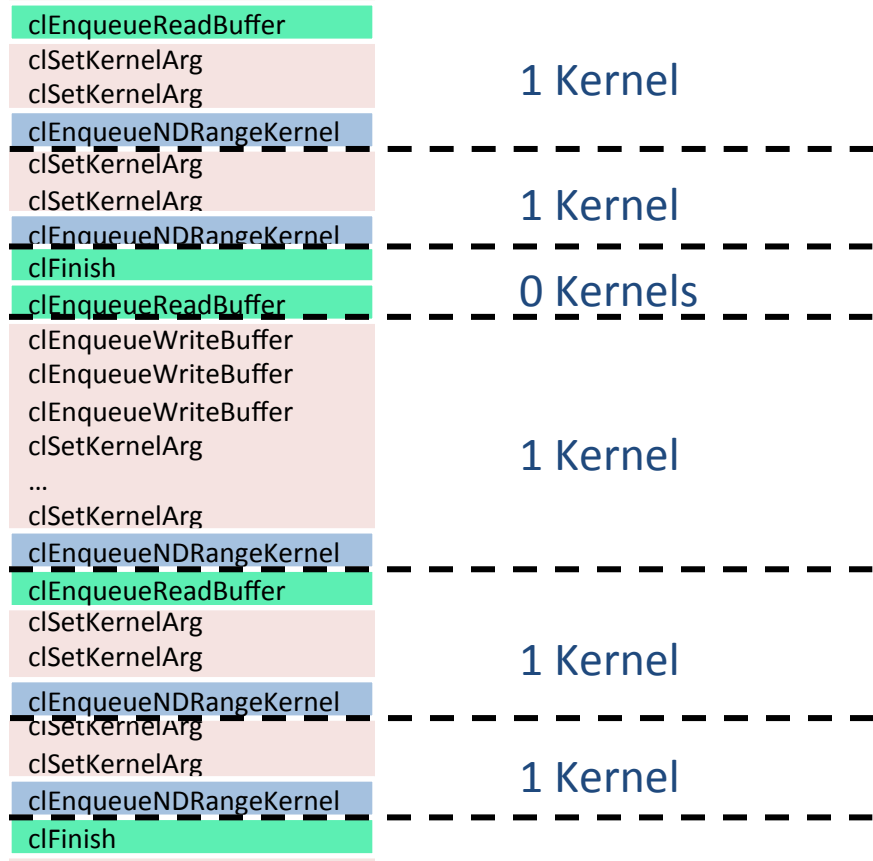 clEnqueueReadBuffer
clSetKernelArg
clSetKernelArg
1 Kernel
clEnqueueNDRangeKernel
clSetKernelArg
clSetKernelArg
1 Kernel
clEnqueueNDRangeKernel
clFinish
0 Kernels
clEnqueueReadBuffer
clEnqueueWriteBuffer
clEnqueueWriteBuffer
clEnqueueWriteBuffer
clSetKernelArg
1 Kernel
...
clSetKernelArg
clEnqueueNDRangeKernel
clEnqueueReadBuffer
clSetKernelArg
clSetKernelArg
1 Kernel
clEnqueueNDRangeKernel
clSetKernelArg
clSetKernelArg
1 Kernel
clEnqueueNDRangeKernel
clFinish